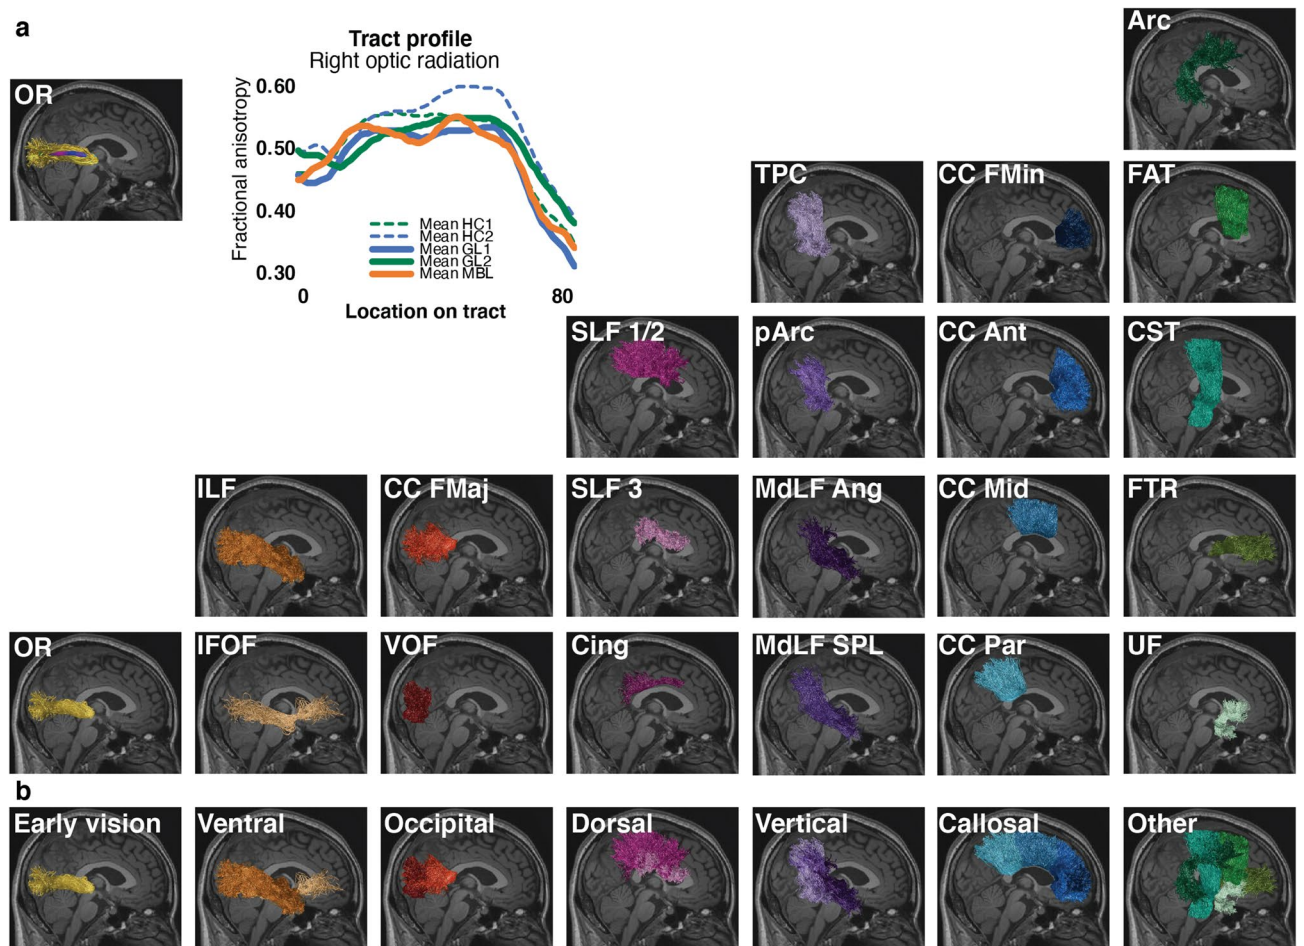 a
Arc
Tract profile
Right optic radiation
OR
Fractional anisotropy
0.60
0.50
0.40
0.30
Mean HC1
Mean HC2
Mean GL1
Mean GL2
Mean MBL
0
80
Location on tract
TPC
CC FMin
FAT
SLF 1/2
pArc
CC Ant
CST
ILF
CC FMaj
SLF 3
MdLF Ang
CC Mid
FTR
OR
IFOF
VOF
Cing
MdLF SPL
CC Par
UF
b
Early vision
Ventral
Occipital
Dorsal
Vertical
Callosal
Other